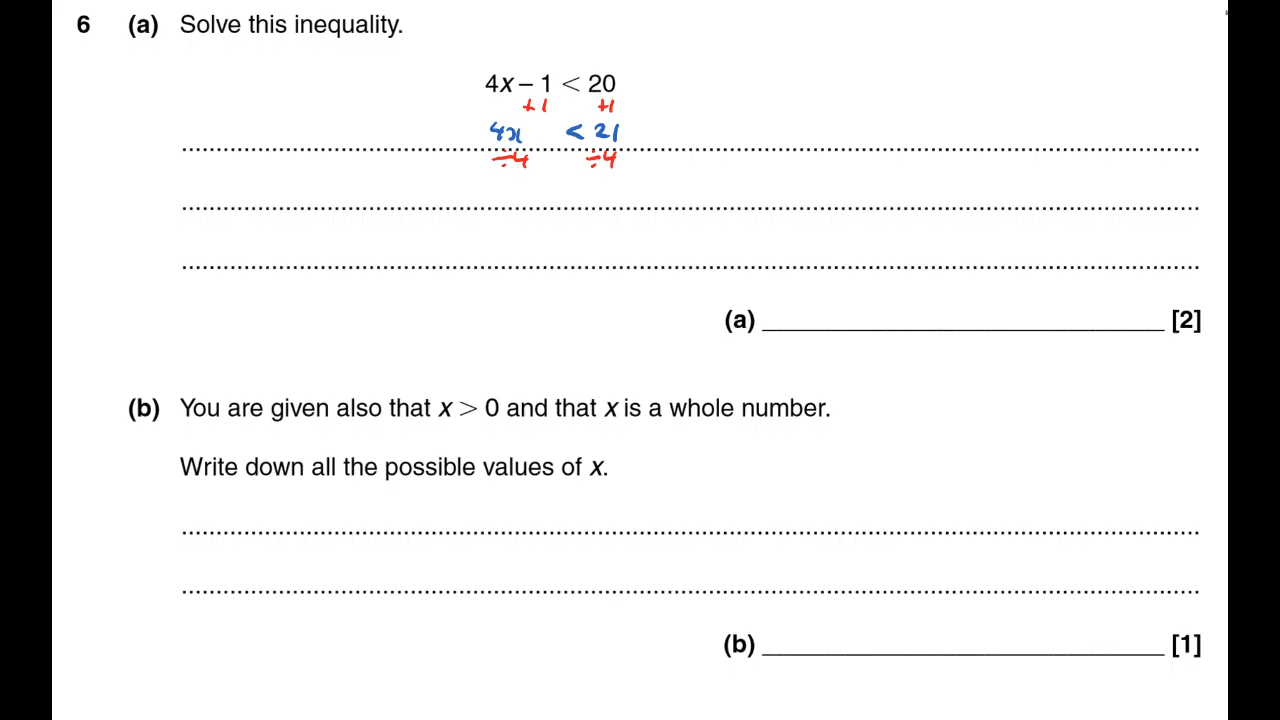 6 (a) Solve this inequality.
4x – 1 < 20
+1 +1
4x < 21
÷4 ÷4
(a) [2]
(b) You are given also that x > 0 and that x is a whole number.
Write down all the possible values of x.
(b) [1]